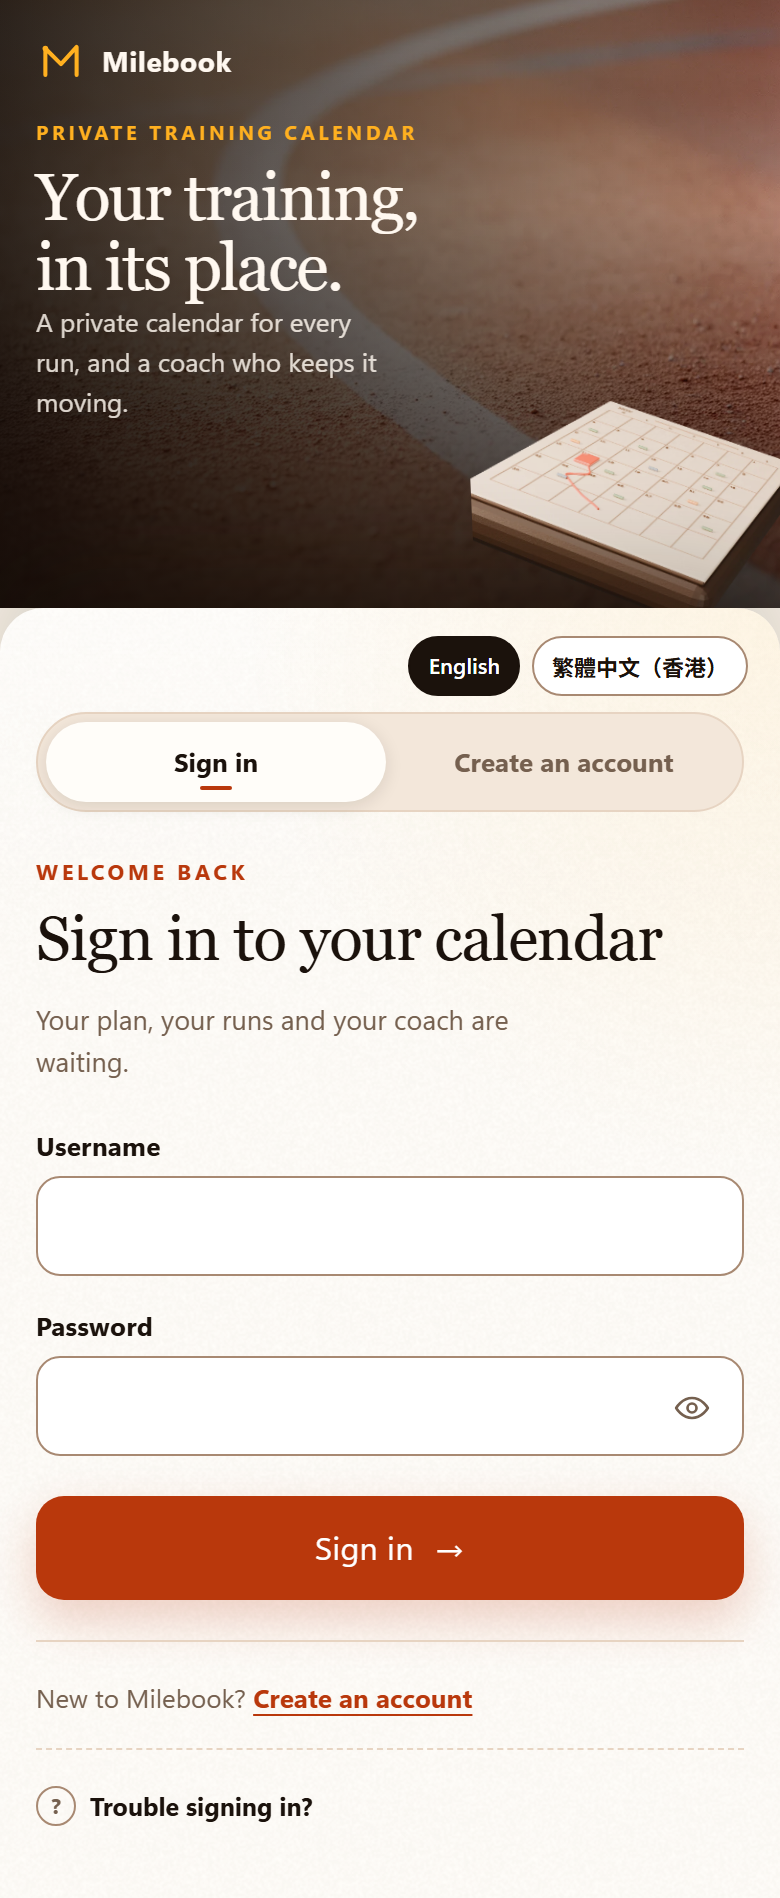 Milebook
PRIVATE TRAINING CALENDAR
Your training,
in its place.
A private calendar for every
run, and a coach who keeps it
moving.
English
繁體中文（香港）
Sign in
Create an account
WELCOME BACK
Sign in to your calendar
Your plan, your runs and your coach are
waiting.
Username
Password
Sign in →
New to Milebook? Create an account
? Trouble signing in?